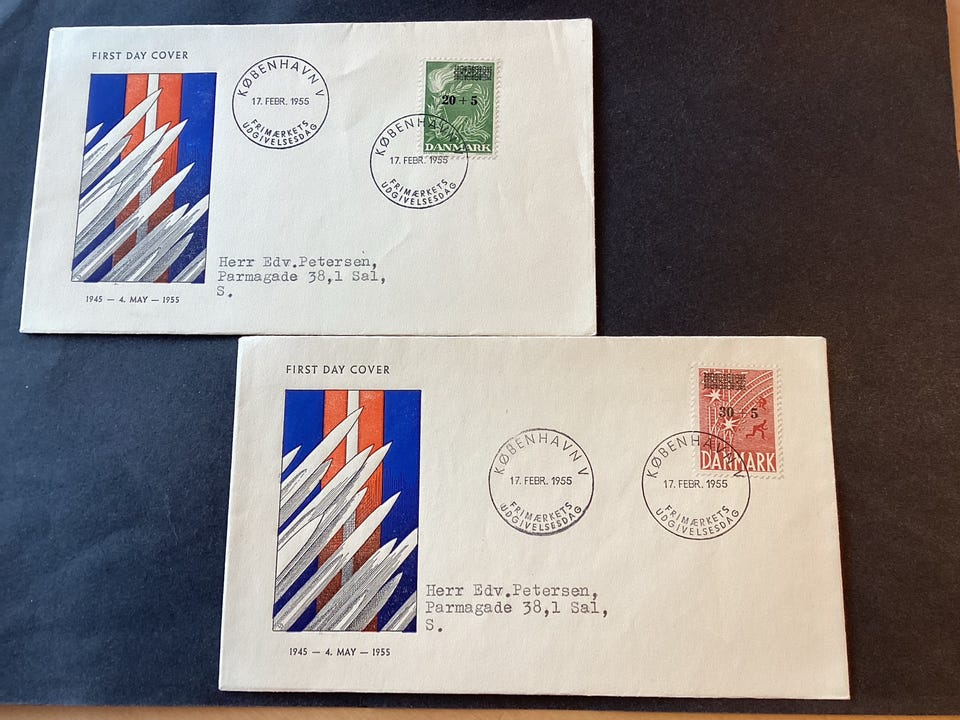 FIRST DAY COVER
KØBENHAVN V
17. FEBR. 1955
FRIMÆRKETS
UDGIVELSESDAG
20+5
DANMARK
KØBENHAVN V
17. FEBR. 1955
FRIMÆRKETS
UDGIVELSESDAG
Herr Edv.Petersen,
Parmagade 38,1 Sal,
S.
1945 — 4. MAY — 1955
FIRST DAY COVER
30+5
DANMARK
KØBENHAVN V
17. FEBR. 1955
FRIMÆRKETS
UDGIVELSESDAG
KØBENHAVN V
17. FEBR. 1955
FRIMÆRKETS
UDGIVELSESDAG
Herr Edv.Petersen,
Parmagade 38,1 Sal,
S.
1945 — 4. MAY — 1955